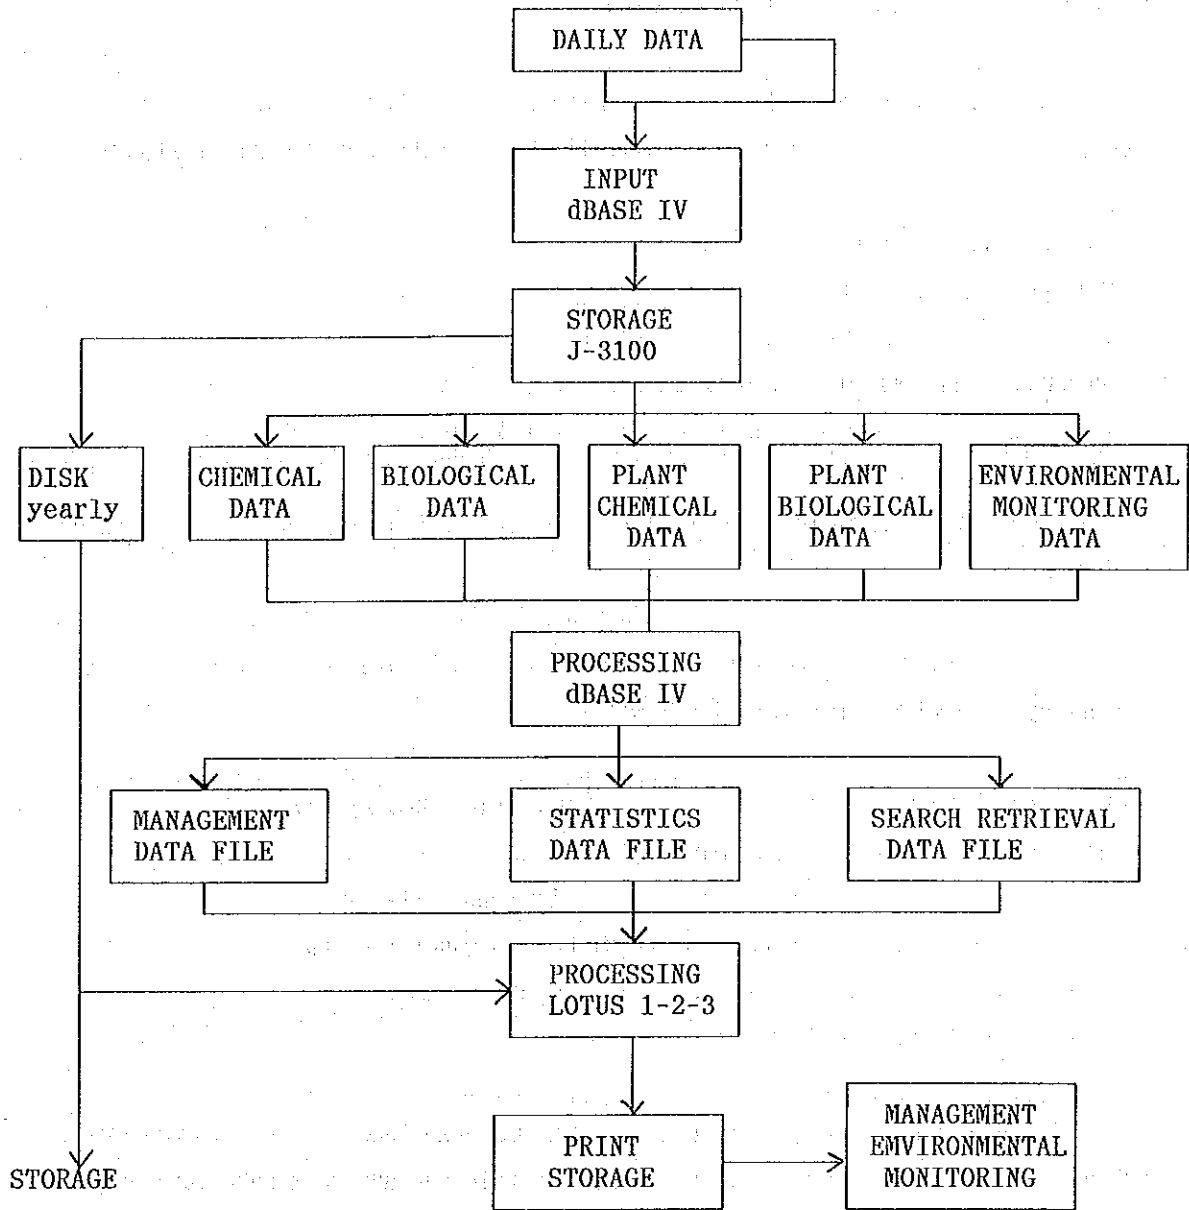 DAILY DATA
INPUT
dBASE IV
STORAGE
J-3100
DISK
yearly
CHEMICAL
DATA
BIOLOGICAL
DATA
PLANT
CHEMICAL
DATA
PLANT
BIOLOGICAL
DATA
ENVIRONMENTAL
MONITORING
DATA
PROCESSING
dBASE IV
MANAGEMENT
DATA FILE
STATISTICS
DATA FILE
SEARCH RETRIEVAL
DATA FILE
PROCESSING
LOTUS 1-2-3
STORAGE
PRINT
STORAGE
MANAGEMENT
EMVIRONMENTAL
MONITORING